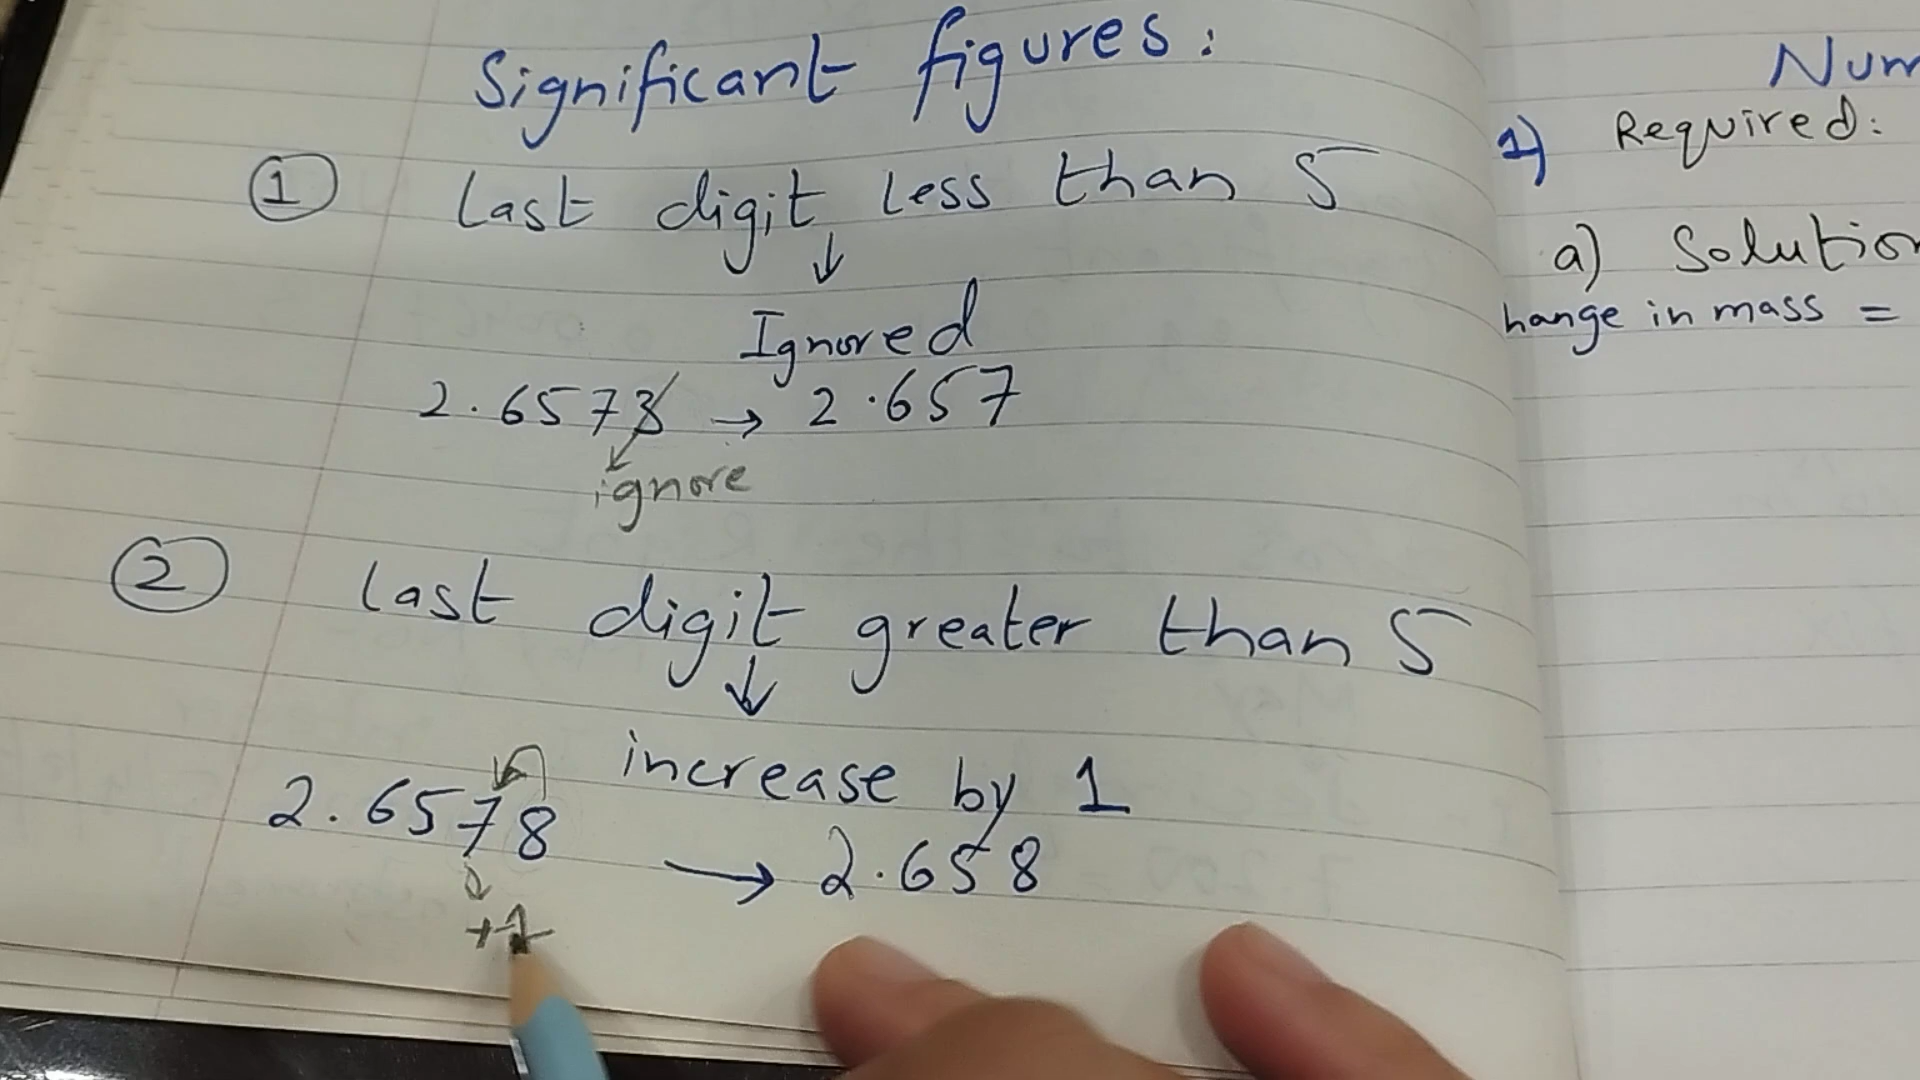 Significant figures:
① Last digit less than 5
↓
Ignored
2.6573 → 2.657
ignore
② Last digit greater than 5
↓
increase by 1
2.6578 → 2.658
+1
1) Required:
a) Solution
hange in mass =